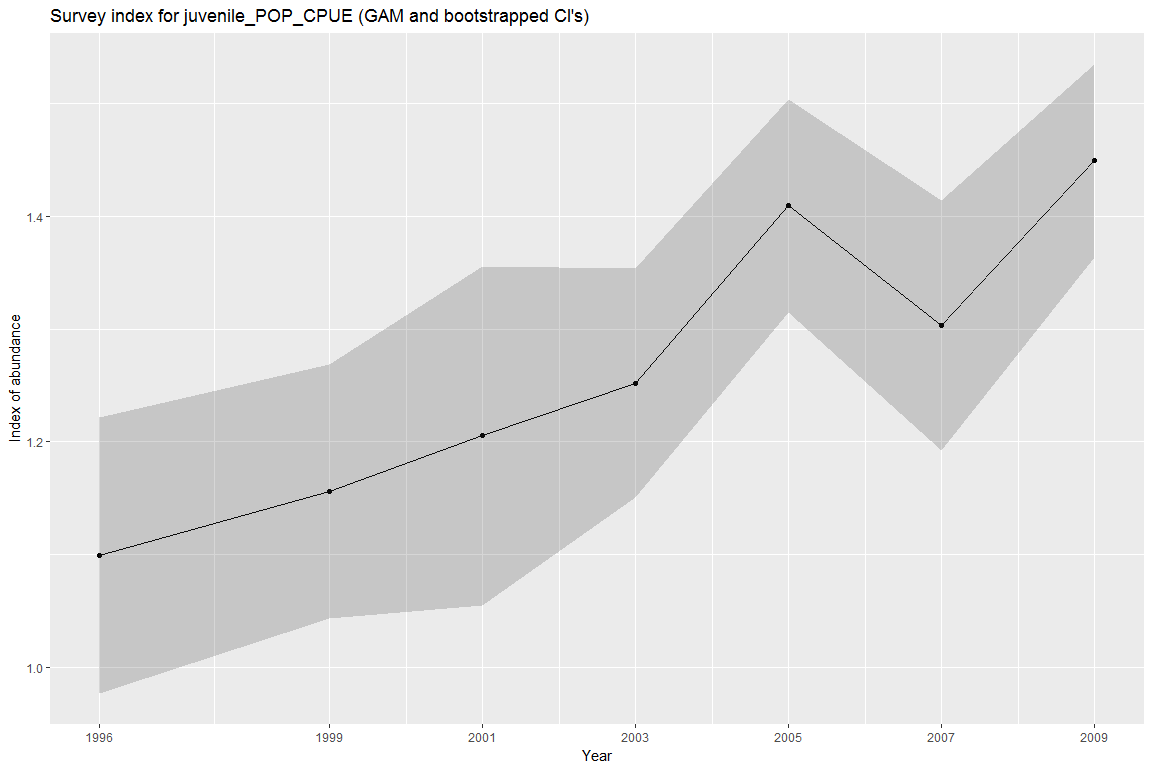 Survey index for juvenile_POP_CPUE (GAM and bootstrapped CI's)
Index of abundance
1.4
1.2
1.0
1996 1999 2001 2003 2005 2007 2009
Year